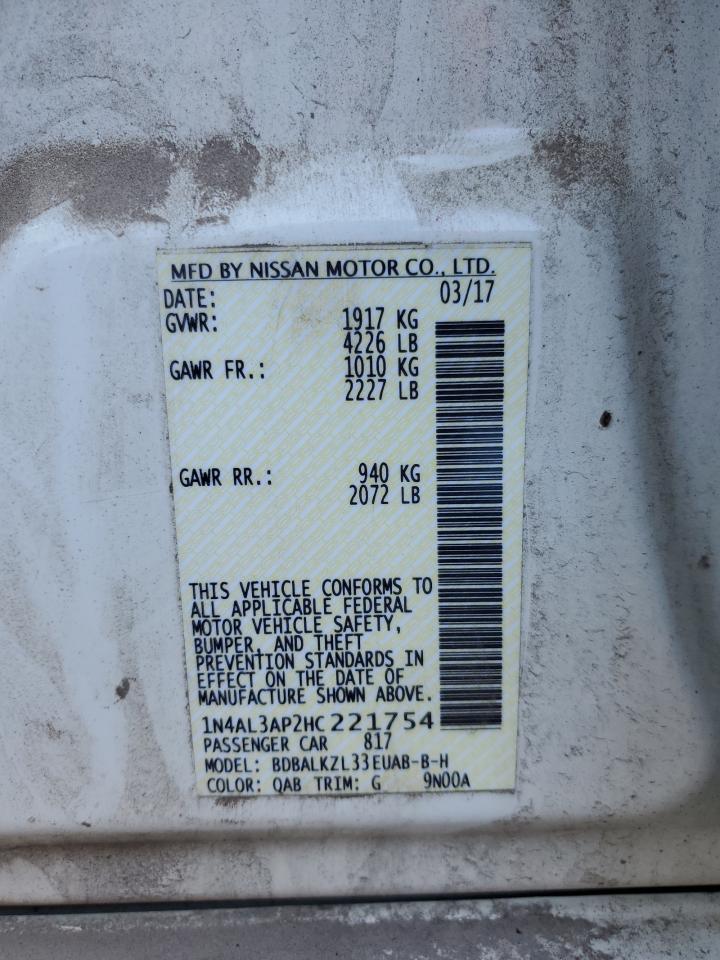 MFD BY NISSAN MOTOR CO., LTD.
DATE: 03/17
GVWR: 1917 KG
4226 LB
GAWR FR.: 1010 KG
2227 LB
GAWR RR.: 940 KG
2072 LB
THIS VEHICLE CONFORMS TO
ALL APPLICABLE FEDERAL
MOTOR VEHICLE SAFETY,
BUMPER, AND THEFT
PREVENTION STANDARDS IN
EFFECT ON THE DATE OF
MANUFACTURE SHOWN ABOVE.
1N4AL3AP2HC221754
PASSENGER CAR 817
MODEL: BDBALKZL33EUAB-B-H
COLOR: QAB TRIM: G 9N00A